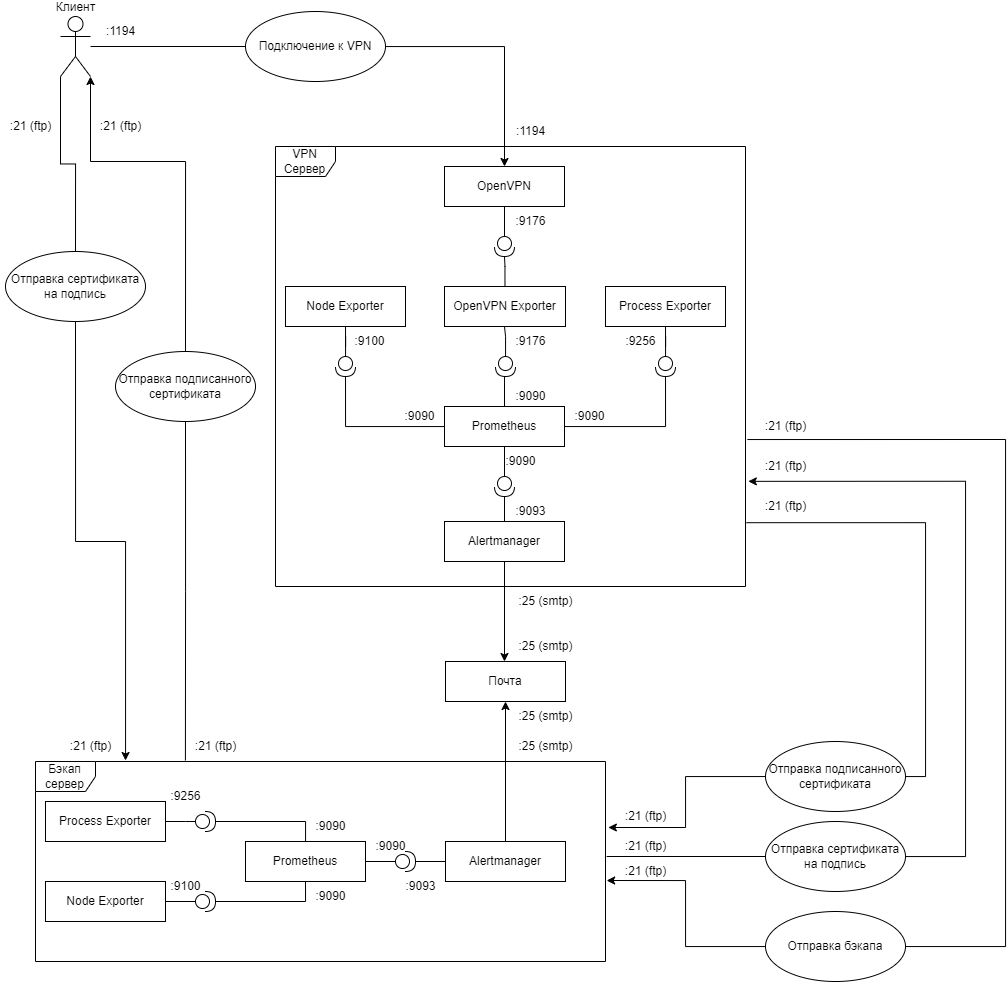 Клиент
:1194
Подключение к VPN
:21 (ftp)
:21 (ftp)
:1194
VPN
Сервер
OpenVPN
:9176
Отправка сертификата
на подпись
Node Exporter
OpenVPN Exporter
Process Exporter
:9100
:9176
:9256
Отправка подписанного
сертификата
:9090
:9090
:9090
Prometheus
:21 (ftp)
:9090
:21 (ftp)
:9093
:21 (ftp)
Alertmanager
:25 (smtp)
:25 (smtp)
Почта
:25 (smtp)
:21 (ftp)
:21 (ftp)
:25 (smtp)
Бэкап
сервер
Отправка подписанного
сертификата
:9256
Process Exporter
:9090
:21 (ftp)
:9090
:21 (ftp)
Отправка сертификата
на подпись
Prometheus
Alertmanager
:21 (ftp)
:9100
:9093
:9090
Node Exporter
Отправка бэкапа